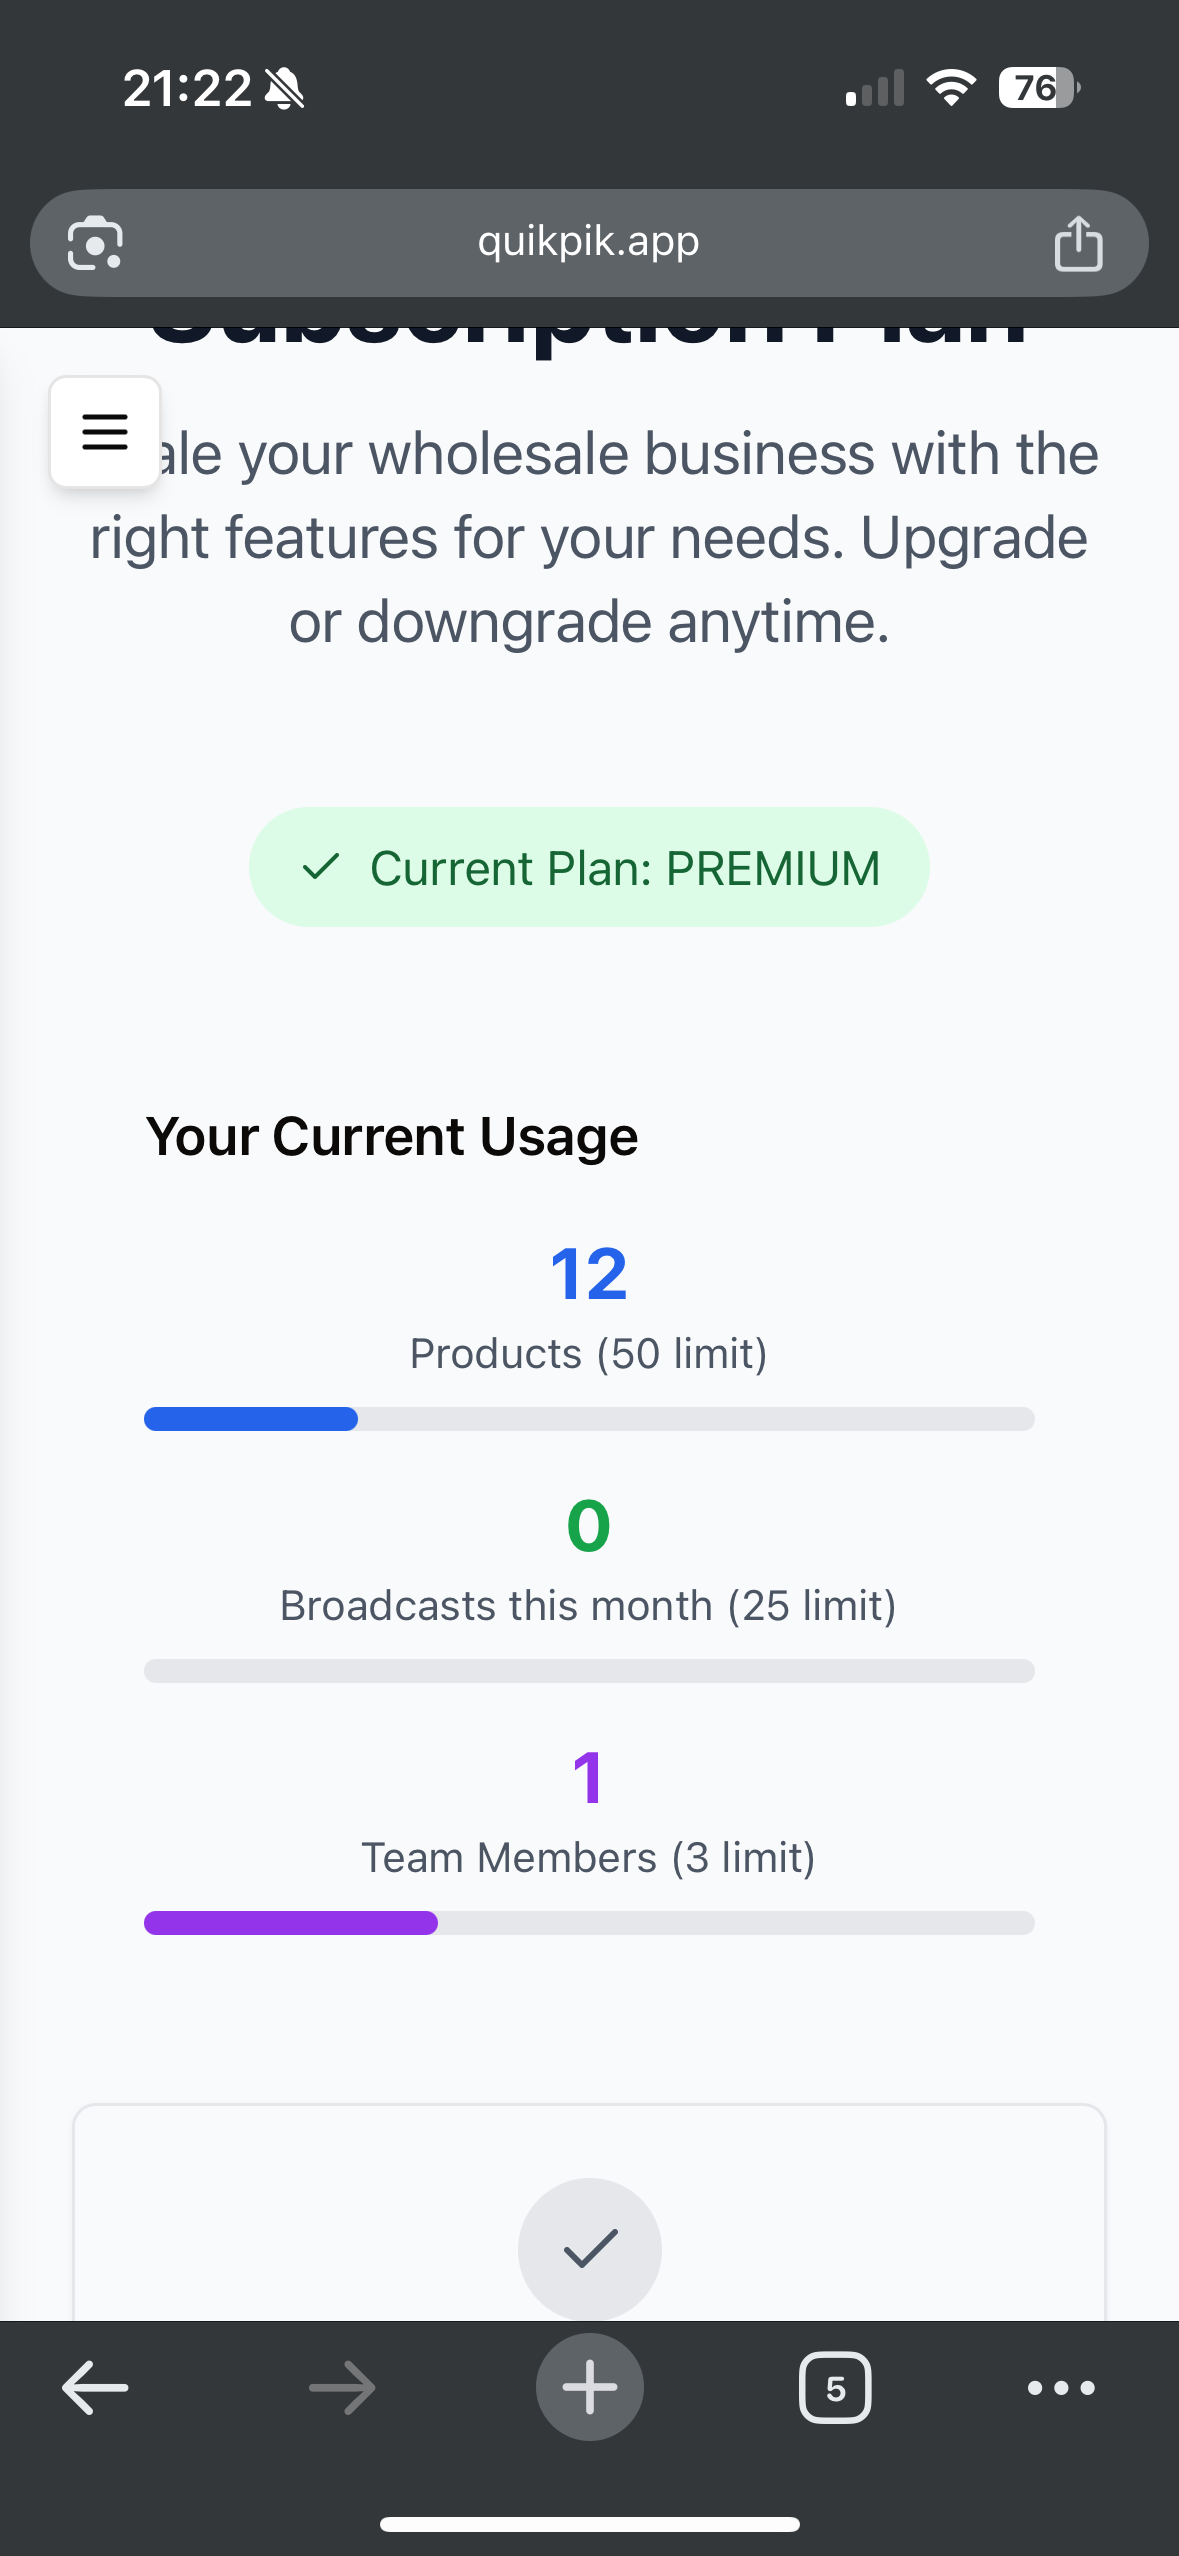 21:22
76
quikpik.app
Subscription Plan
ale your wholesale business with the
right features for your needs. Upgrade
or downgrade anytime.
Current Plan: PREMIUM
Your Current Usage
12
Products (50 limit)
0
Broadcasts this month (25 limit)
1
Team Members (3 limit)
5